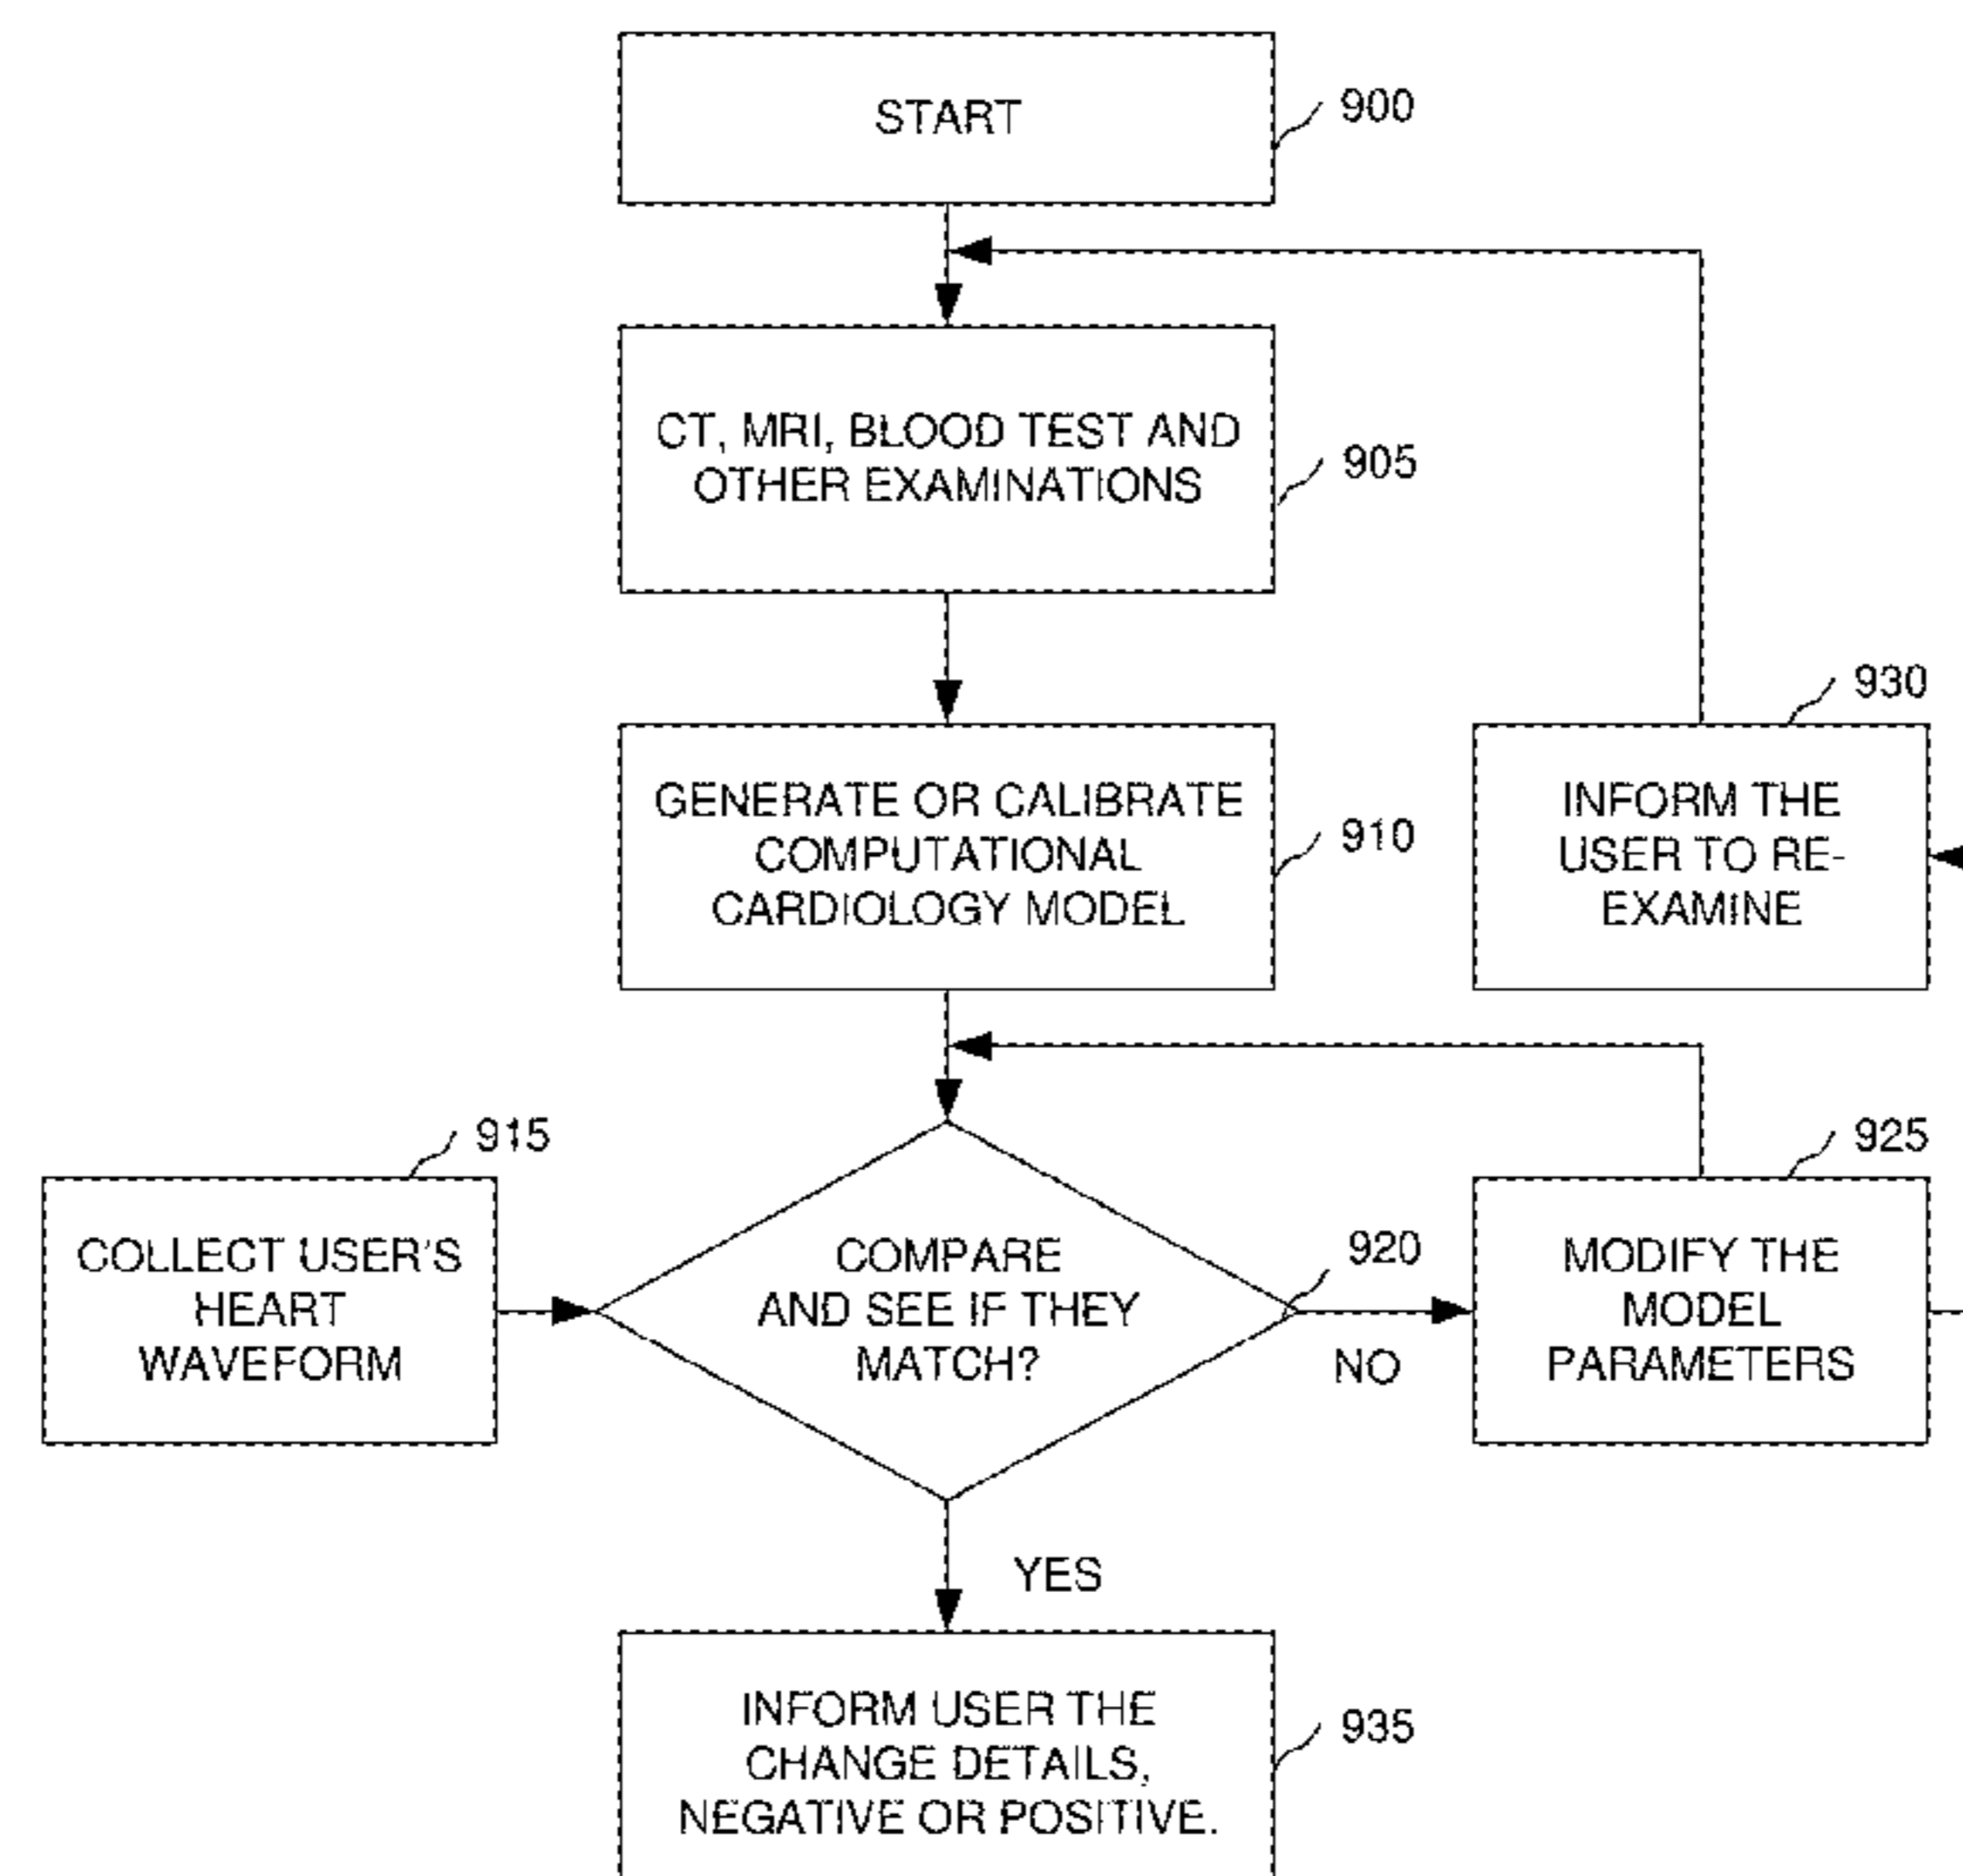 START
900
CT, MRI, BLOOD TEST AND
OTHER EXAMINATIONS
905
GENERATE OR CALIBRATE
COMPUTATIONAL
CARDIOLOGY MODEL
910
930
INFORM THE
USER TO RE-
EXAMINE
915
COLLECT USER'S
HEART
WAVEFORM
COMPARE
AND SEE IF THEY
MATCH?
920
NO
925
MODIFY THE
MODEL
PARAMETERS
YES
INFORM USER THE
CHANGE DETAILS,
NEGATIVE OR POSITIVE.
935